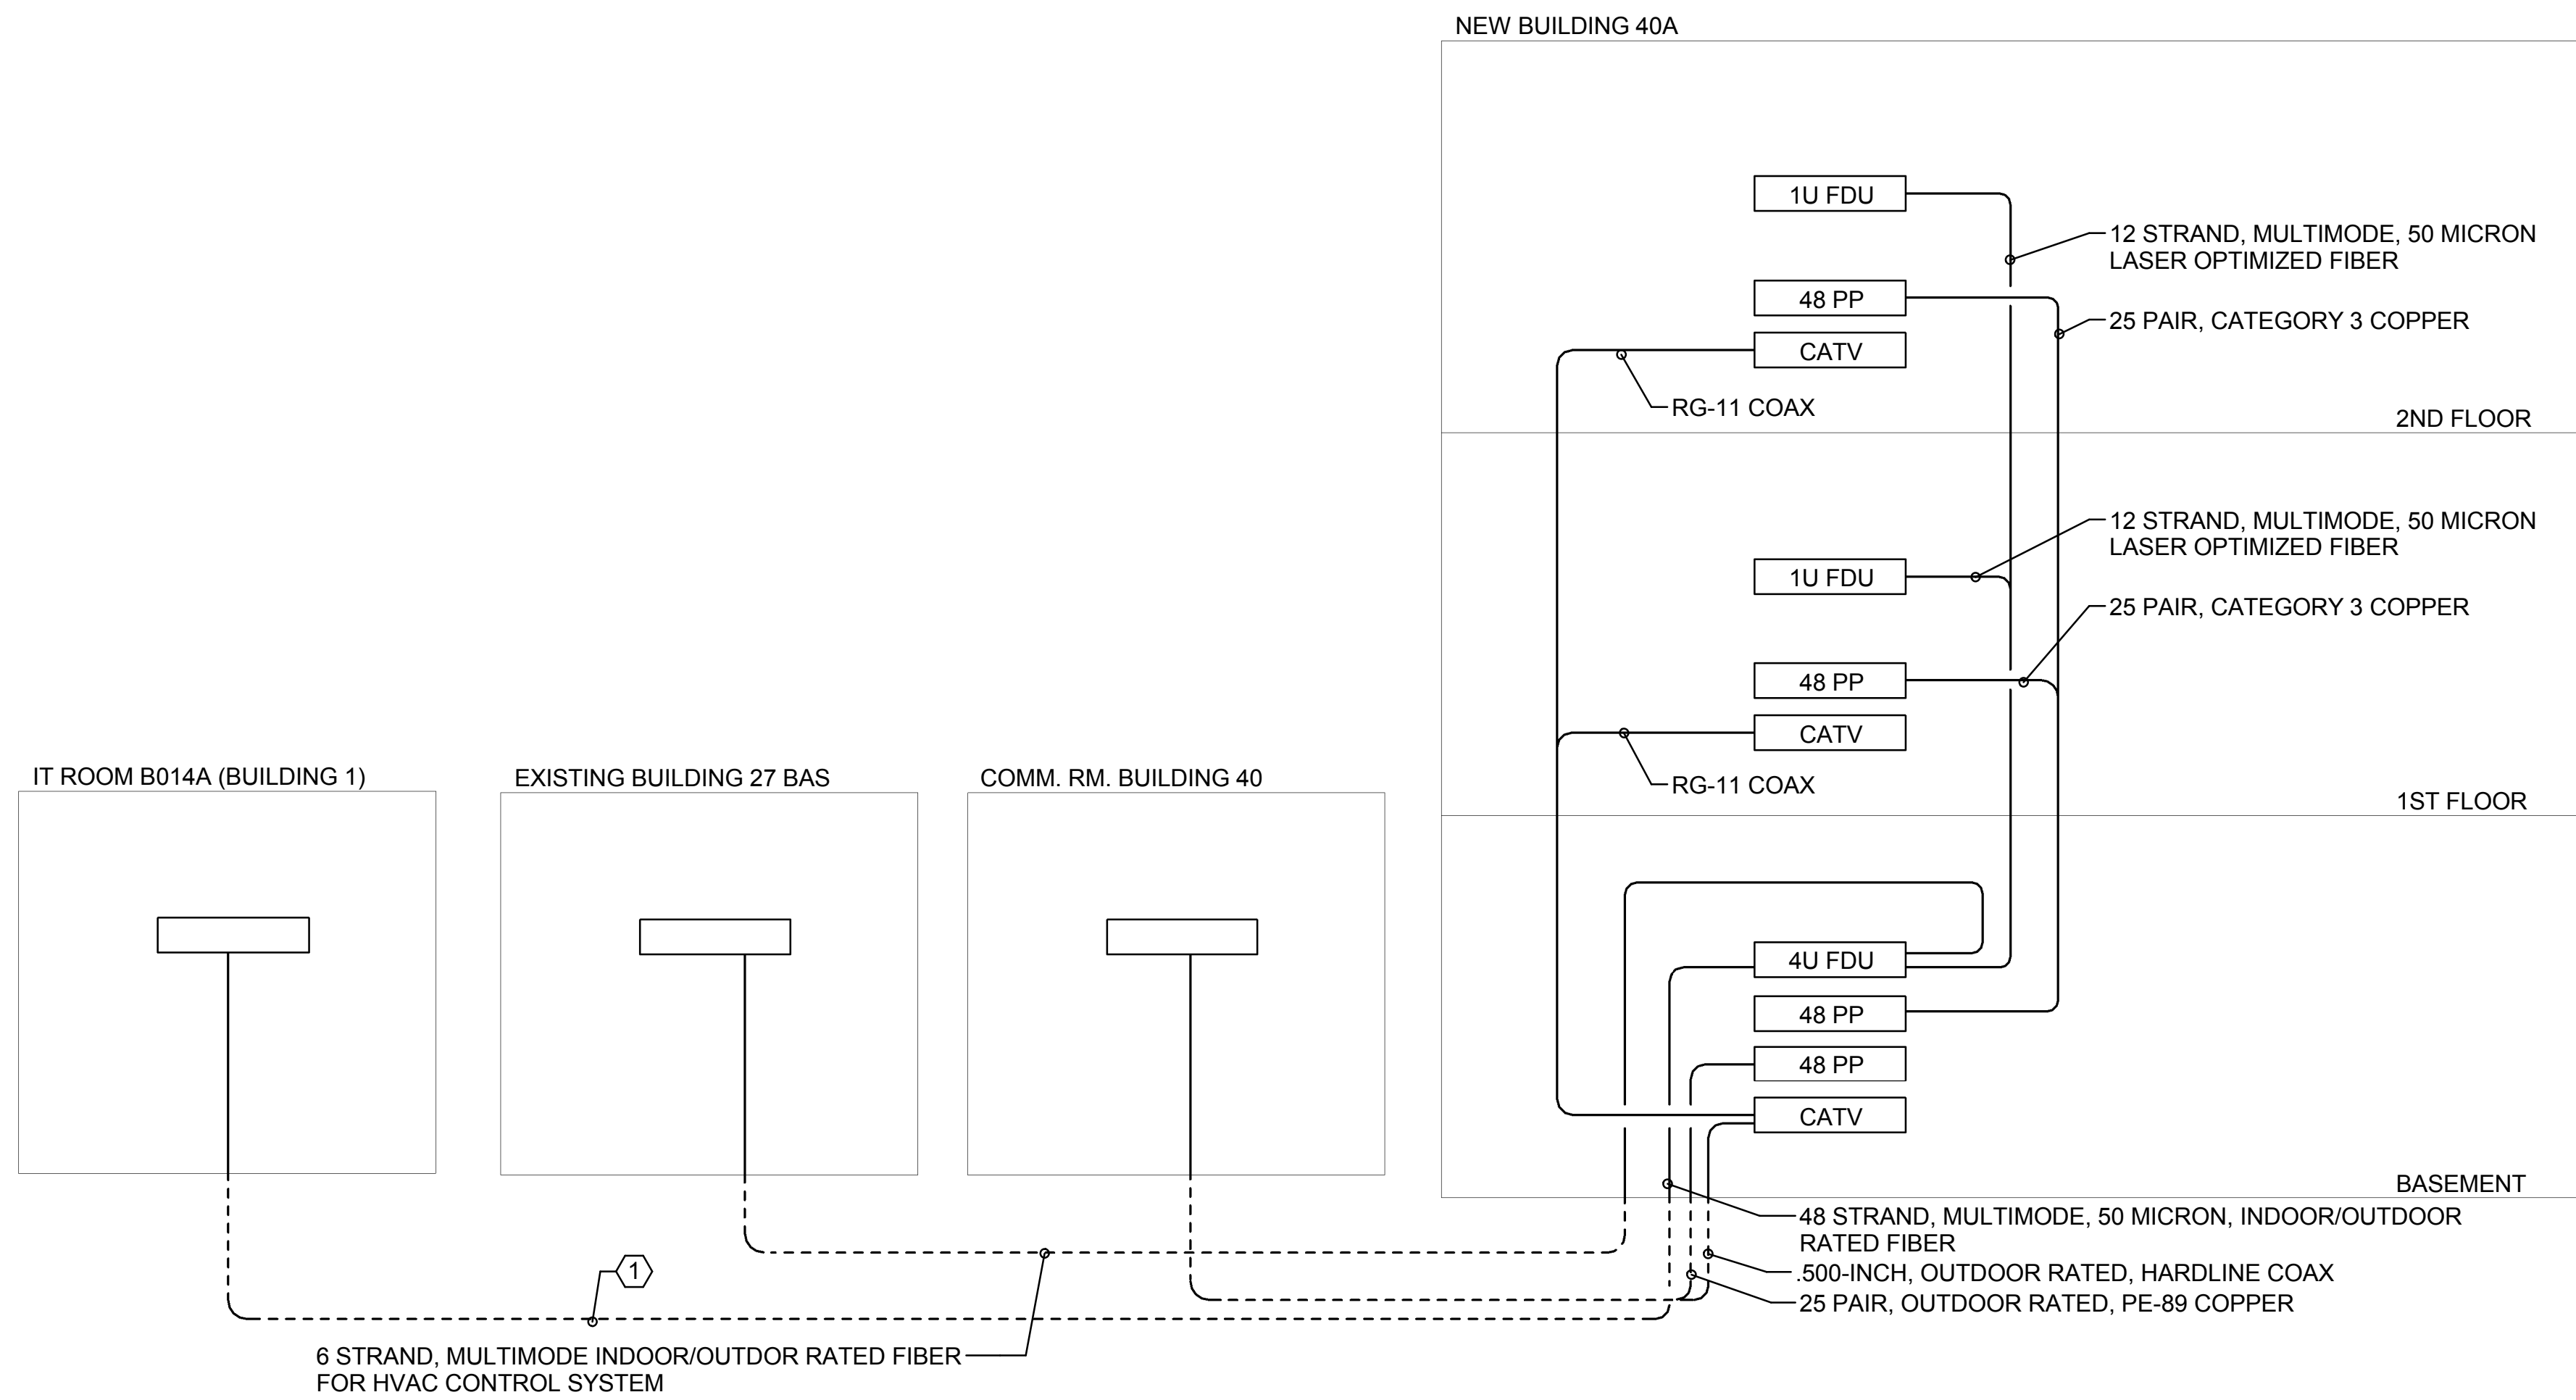 NEW BUILDING 40A
1U FDU
12 STRAND, MULTIMODE, 50 MICRON
LASER OPTIMIZED FIBER
48 PP
25 PAIR, CATEGORY 3 COPPER
CATV
RG-11 COAX
2ND FLOOR
12 STRAND, MULTIMODE, 50 MICRON
LASER OPTIMIZED FIBER
1U FDU
25 PAIR, CATEGORY 3 COPPER
48 PP
CATV
RG-11 COAX
1ST FLOOR
IT ROOM B014A (BUILDING 1)
EXISTING BUILDING 27 BAS
COMM. RM. BUILDING 40
4U FDU
48 PP
48 PP
CATV
BASEMENT
48 STRAND, MULTIMODE, 50 MICRON, INDOOR/OUTDOOR
RATED FIBER
.500-INCH, OUTDOOR RATED, HARDLINE COAX
25 PAIR, OUTDOOR RATED, PE-89 COPPER
1
6 STRAND, MULTIMODE INDOOR/OUTDOR RATED FIBER
FOR HVAC CONTROL SYSTEM